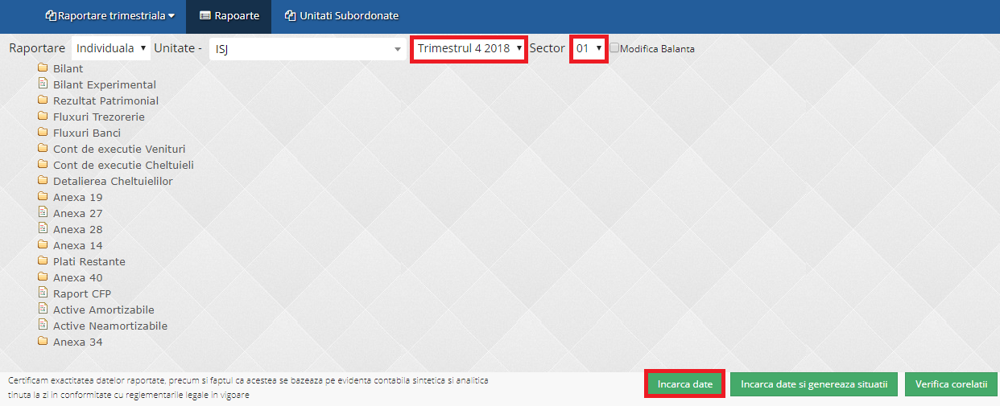 Raportare trimestriala Rapoarte Unitati Subordonate
Raportare Individuala Unitate - ISJ Trimestrul 4 2018 Sector 01 Modifica Balanta
Bilant
Bilant Experimental
Rezultat Patrimonial
Fluxuri Trezorerie
Fluxuri Banci
Cont de executie Venituri
Cont de executie Cheltuieli
Detalierea Cheltuielilor
Anexa 19
Anexa 27
Anexa 28
Anexa 14
Plati Restante
Anexa 40
Raport CFP
Active Amortizabile
Active Neamortizabile
Anexa 34
Certificam exactitatea datelor raportate, precum si faptul ca acestea se bazeaza pe evidenta contabila sintetica si analitica
tinuta la zi in conformitate cu reglementarile legale in vigoare
Incarca date Incarca date si genereaza situatii Verifica corelatii